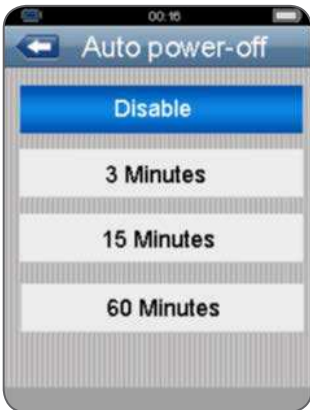 00:16
Auto power-off
Disable
3 Minutes
15 Minutes
60 Minutes